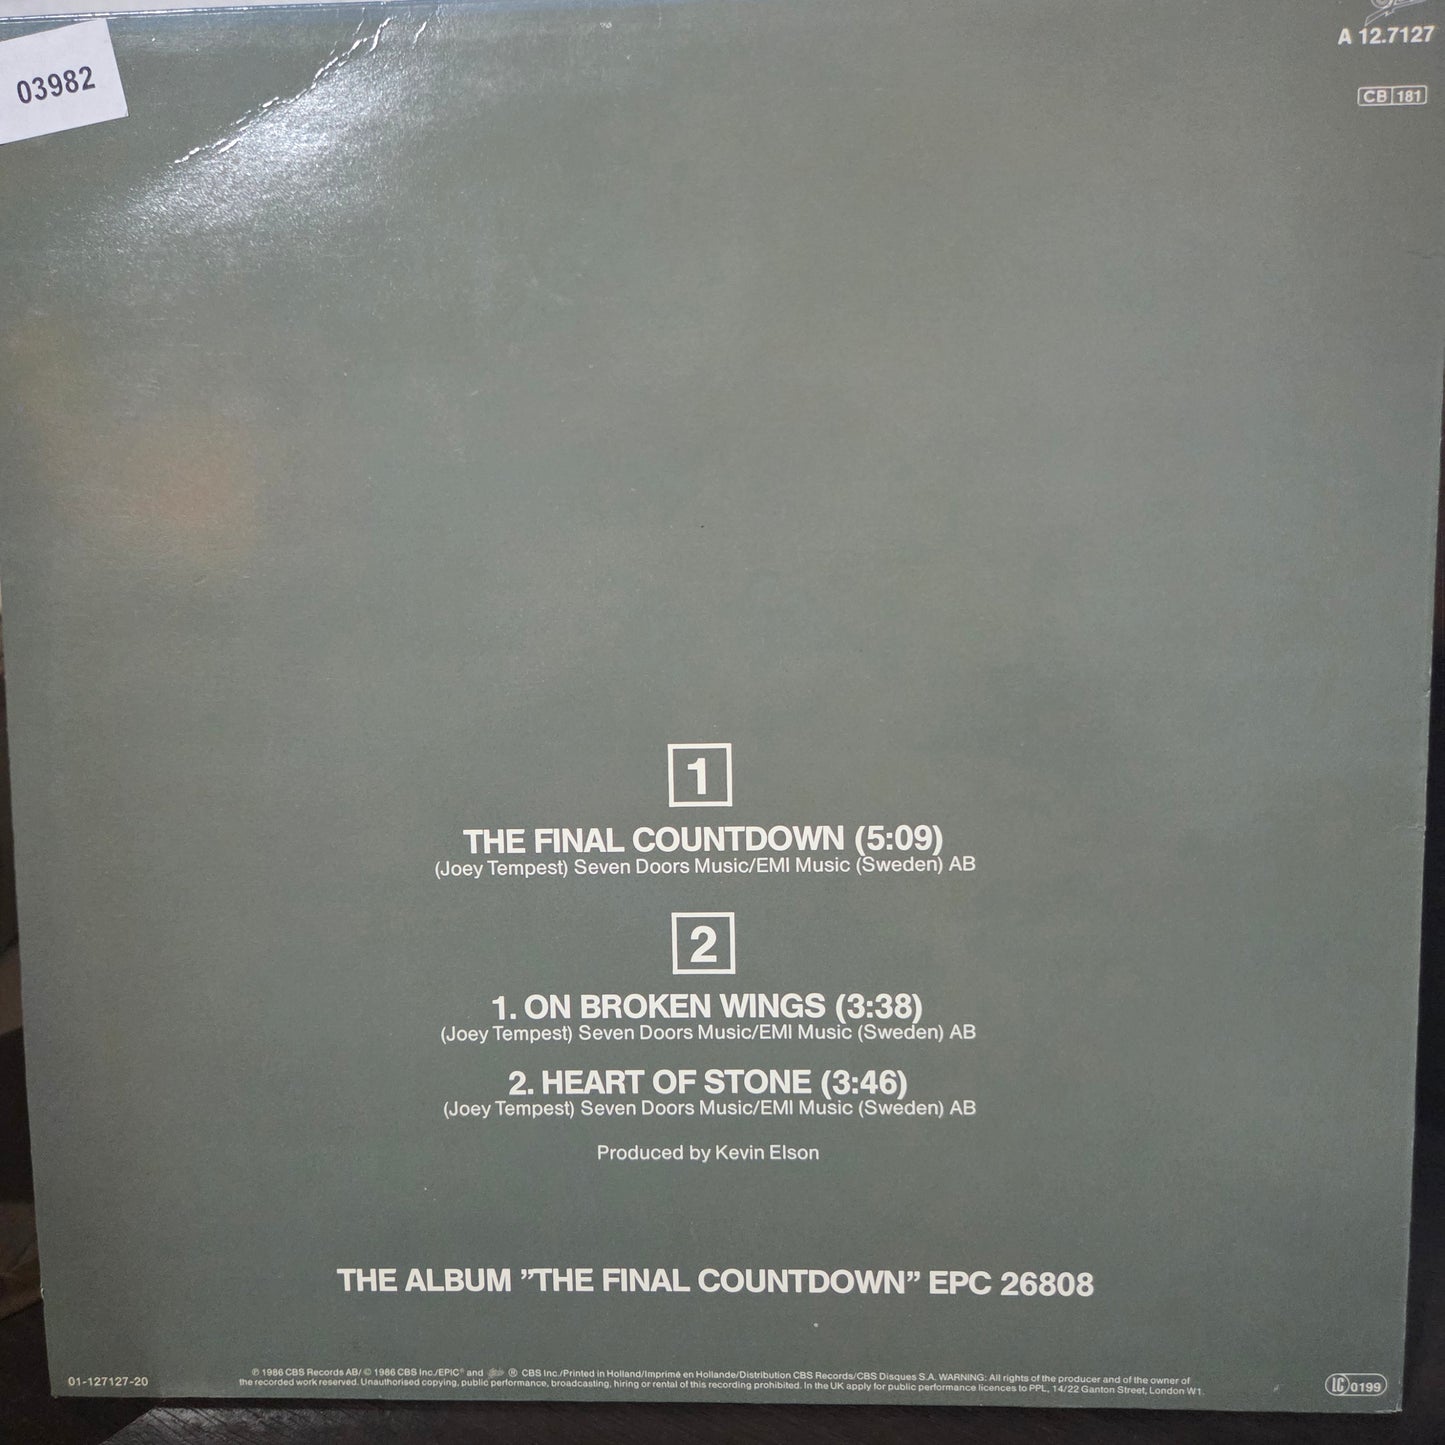 03982
A 12.7127
CB 181
1
THE FINAL COUNTDOWN (5:09)
(Joey Tempest) Seven Doors Music/EMI Music (Sweden) AB
2
1. ON BROKEN WINGS (3:38)
(Joey Tempest) Seven Doors Music/EMI Music (Sweden) AB
2. HEART OF STONE (3:46)
(Joey Tempest) Seven Doors Music/EMI Music (Sweden) AB
Produced by Kevin Elson
THE ALBUM ”THE FINAL COUNTDOWN” EPC 26808
01-127127-20
℗ 1986 CBS Records AB/ © 1986 CBS Inc./EPIC® and ® CBS Inc./Printed in Holland/Imprimé en Hollande/Distribution CBS Records/CBS Disques S.A. WARNING: All rights of the producer and of the owner of
the recorded work reserved. Unauthorised copying, public performance, broadcasting, hiring or rental of this recording prohibited. In the UK apply for public performance licences to PPL, 14/22 Ganton Street, London W1.
LC 0199